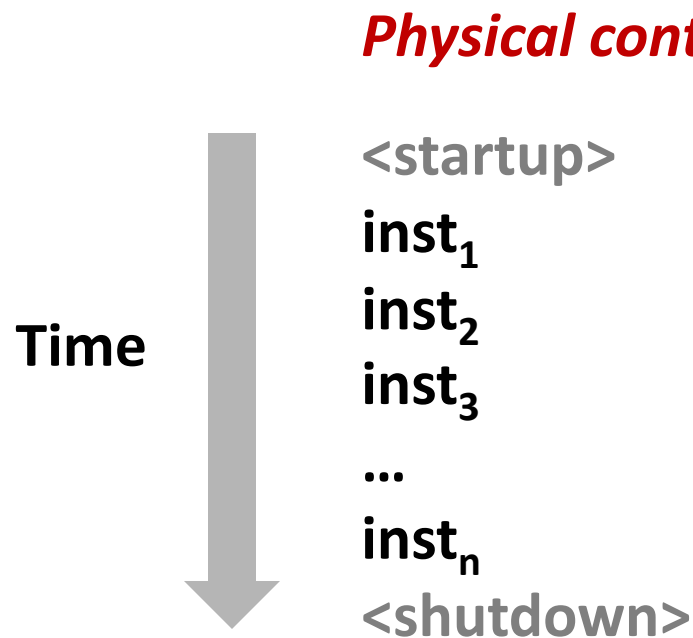 Physical cont
<startup>
inst₁
inst₂
Time
inst₃
...
instₙ
<shutdown>